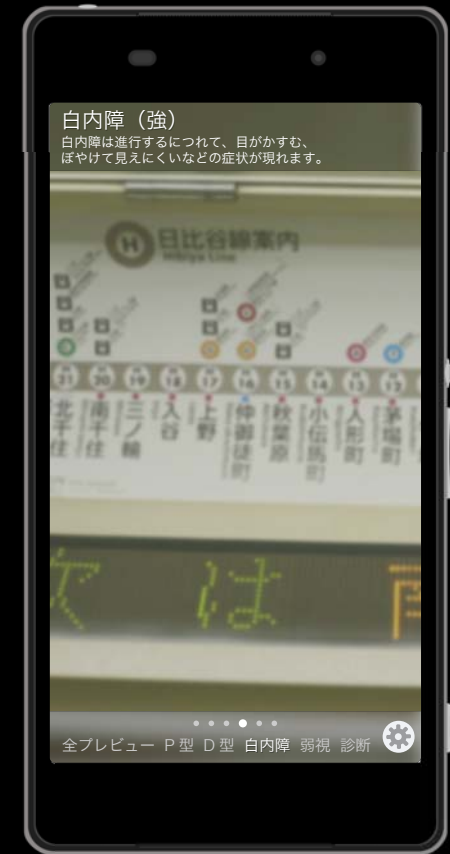 白内障（強）
白内障は進行するにつれて、目がかすむ、
ぼやけて見えにくいなどの症状が現れます。
H 日比谷線案内
Hibiya Line
21 20 19 18 17 16 15 14 13 12
北千住 南千住 三ノ輪 入谷 上野 仲御徒町 秋葉原 小伝馬町 人形町 茅場町
次 は
全プレビュー P型 D型 白内障 弱視 診断